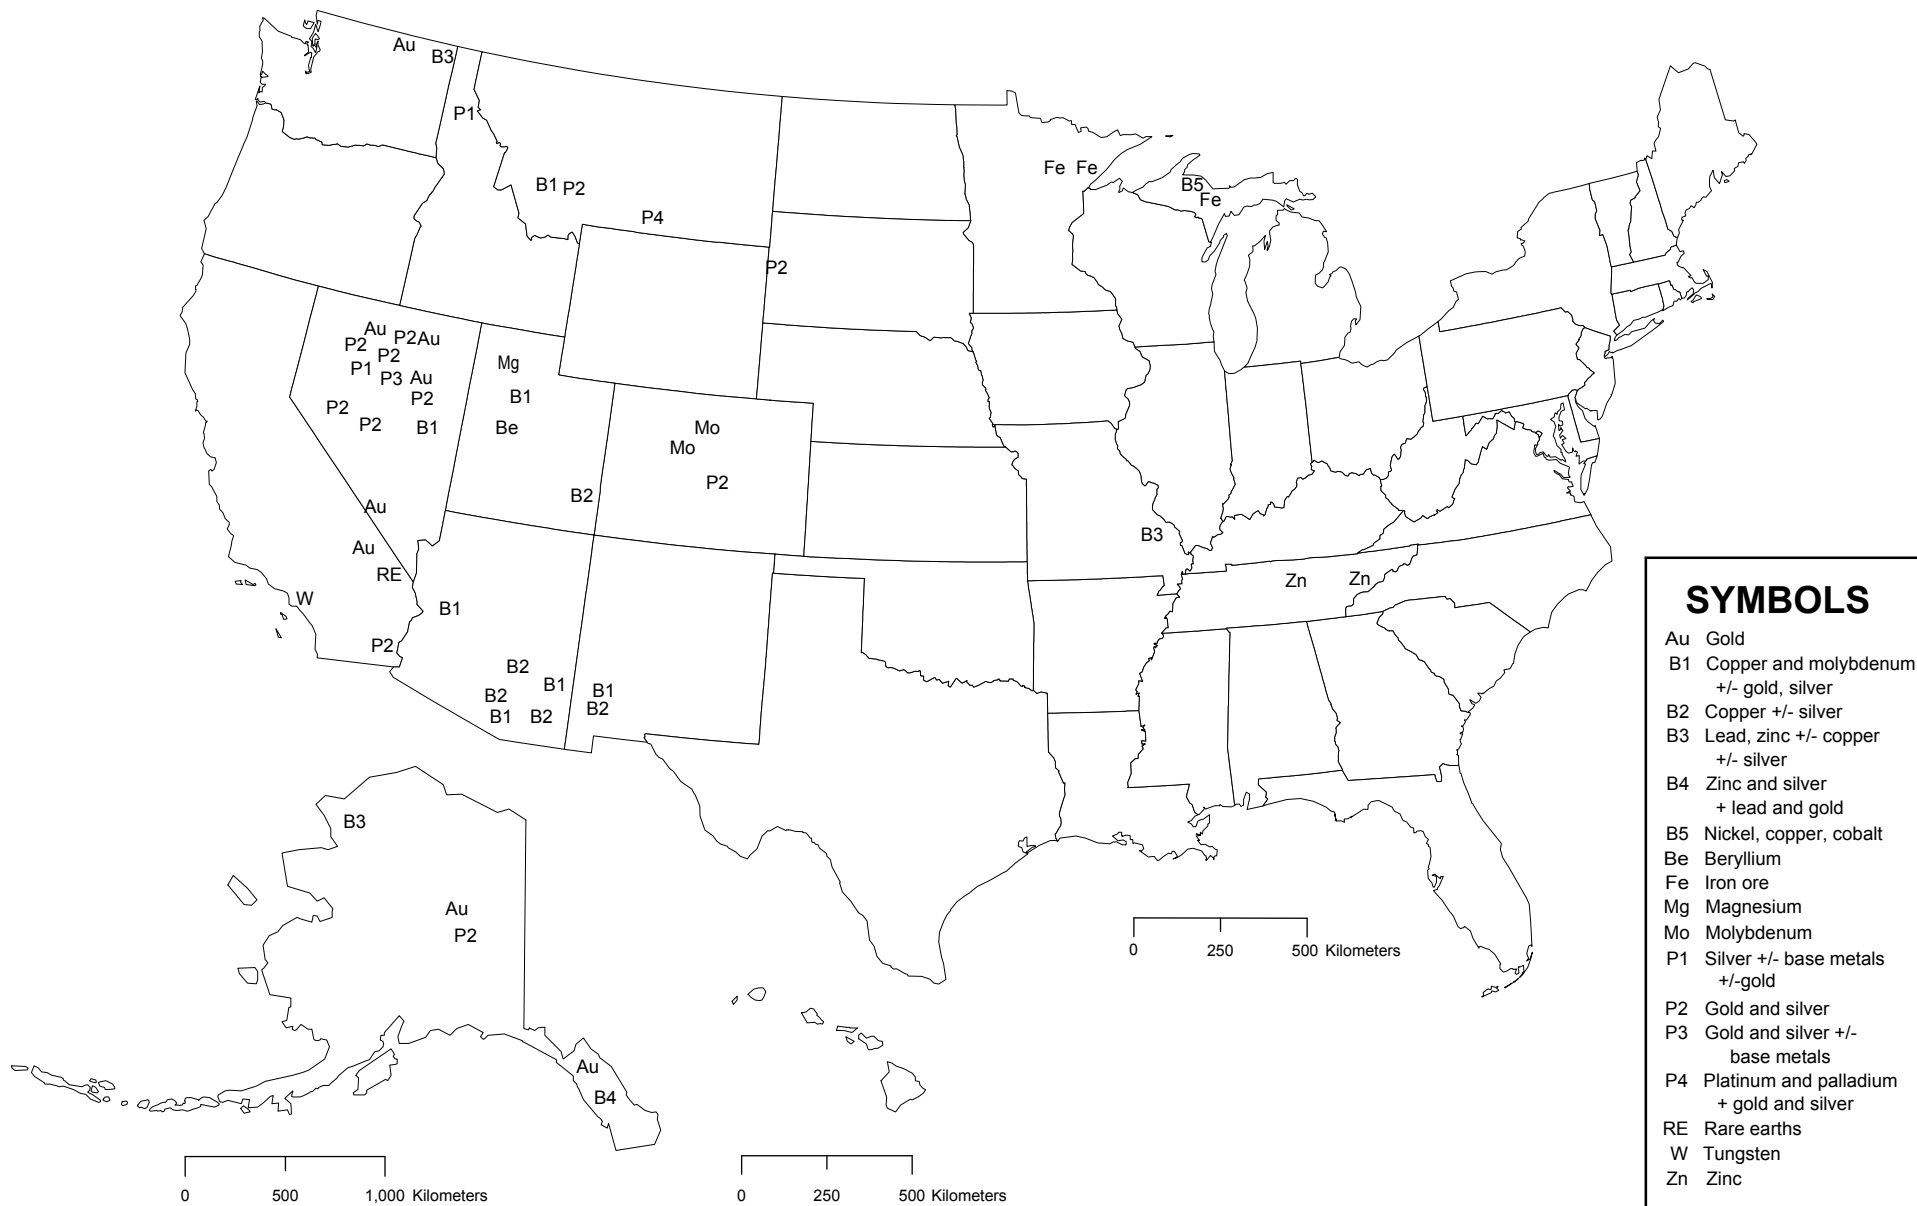 Au
B3
P1
B1 P2
P4
P2
Fe Fe
B5
Fe
Au
P2 P2 Au
P2
P1
P3 Au
P2
P2
P2 B1
Mg
B1
Be
B2
Mo
Mo
P2
Au
Au
RE
W
P2
B1
B2
B1
B2
B1 B2
B1
B2
B3
Zn Zn
B3
Au
P2
Au
B4
0 500 1,000 Kilometers
0 250 500 Kilometers
0 250 500 Kilometers
SYMBOLS
Au Gold
B1 Copper and molybdenum
+/- gold, silver
B2 Copper +/- silver
B3 Lead, zinc +/- copper
+/- silver
B4 Zinc and silver
+ lead and gold
B5 Nickel, copper, cobalt
Be Beryllium
Fe Iron ore
Mg Magnesium
Mo Molybdenum
P1 Silver +/- base metals
+/-gold
P2 Gold and silver
P3 Gold and silver +/-
base metals
P4 Platinum and palladium
+ gold and silver
RE Rare earths
W Tungsten
Zn Zinc